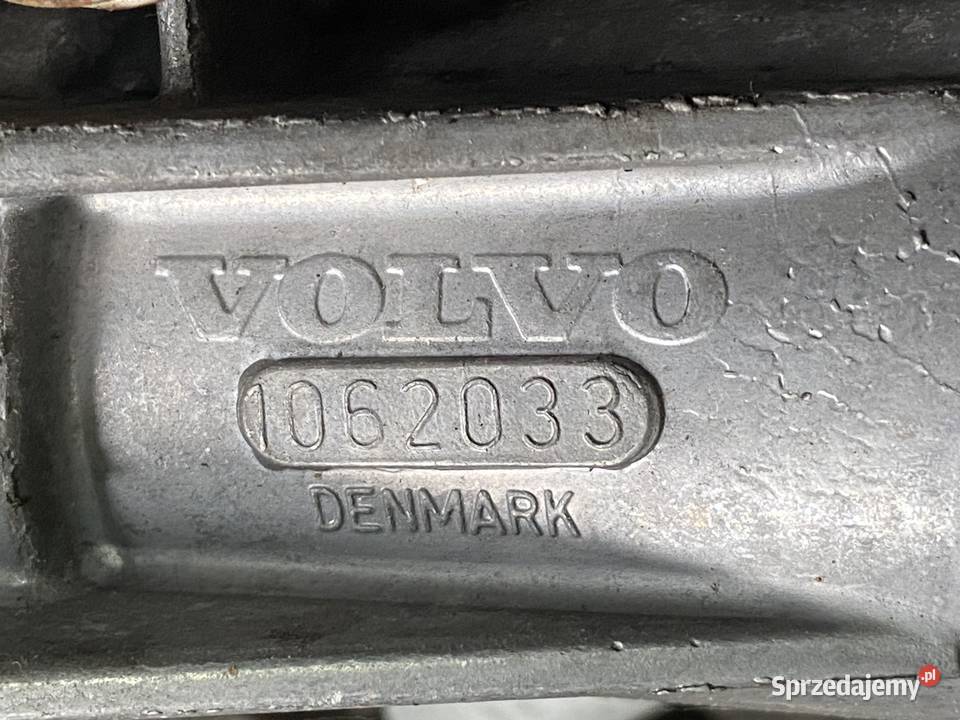 VOLVO
1062033
DENMARK
Sprzedajemy.pl